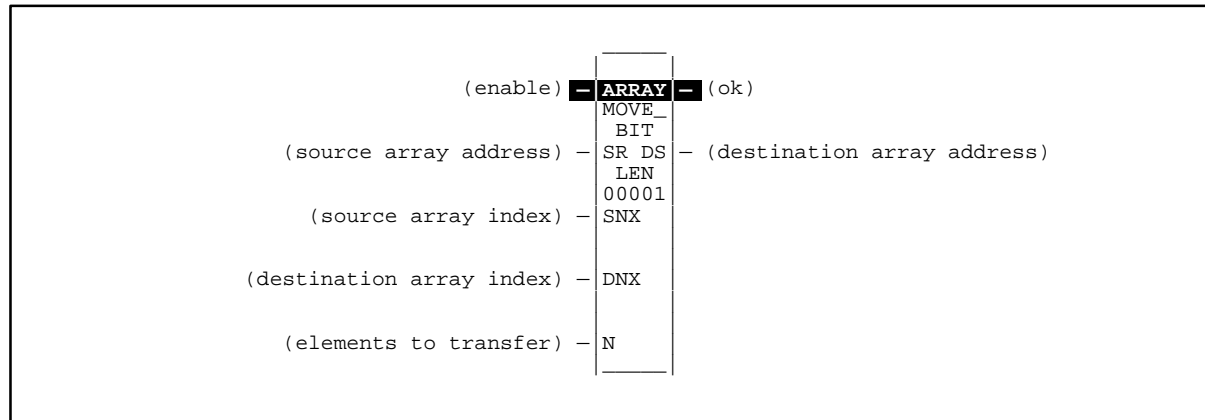 (enable) – ARRAY – (ok)
MOVE_
BIT
(source array address) – SR DS – (destination array address)
LEN
00001
(source array index) – SNX
(destination array index) – DNX
(elements to transfer) – N